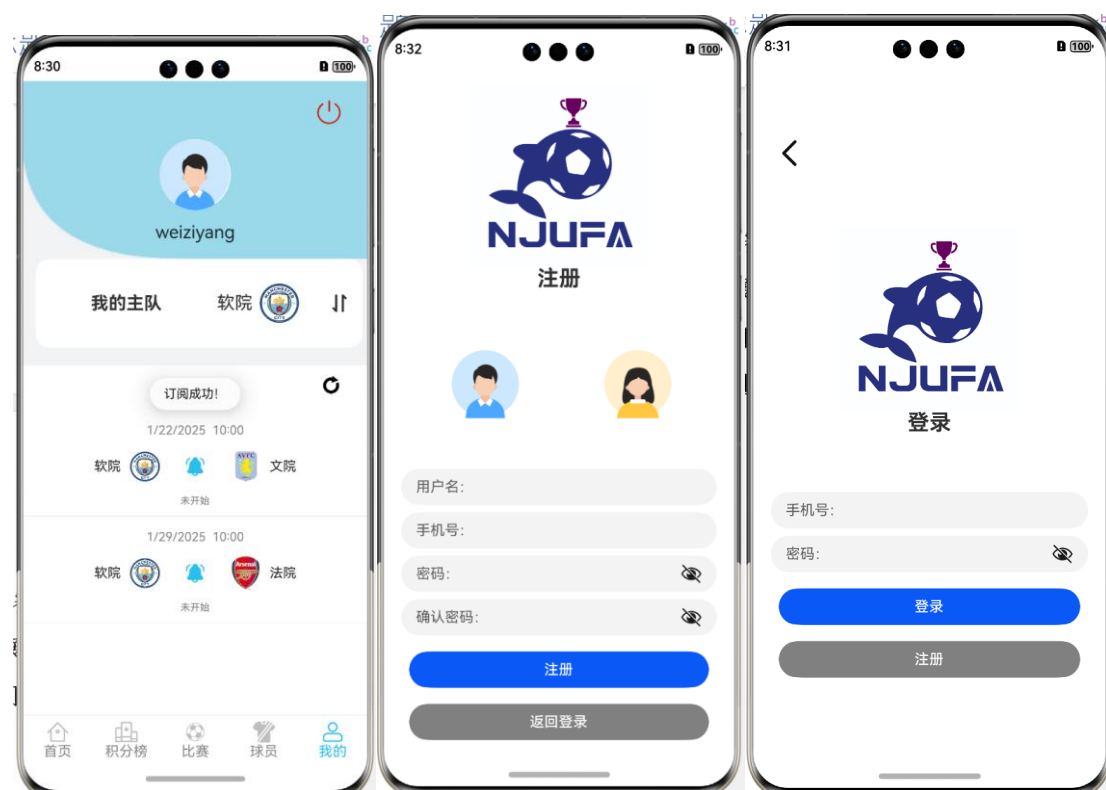 8:30
100
weiziyang
我的主队
软院
订阅成功!
1/22/2025 10:00
软院
文院
未开始
1/29/2025 10:00
软院
Arsenal
法院
未开始
首页
积分榜
比赛
球员
我的
8:32
100
NJUFA
注册
用户名:
手机号:
密码:
确认密码:
注册
返回登录
8:31
100
NJUFA
登录
手机号:
密码:
登录
注册